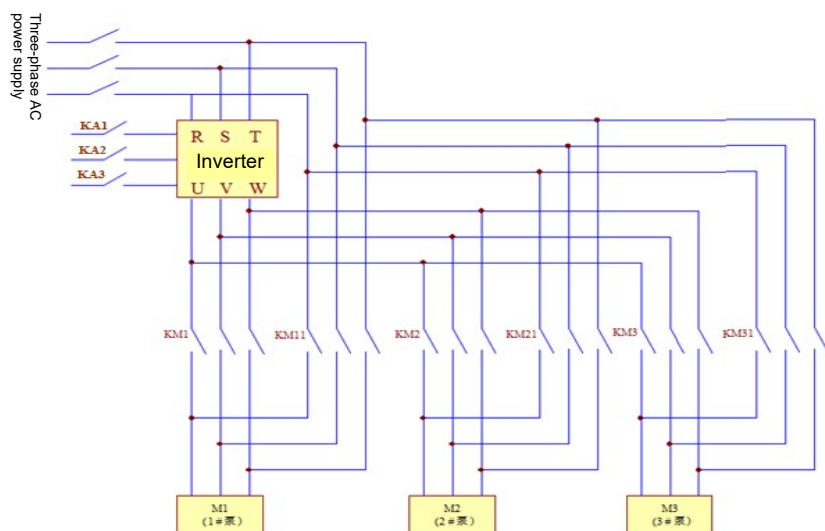 Three-phase AC
power supply
KA1
KA2
KA3
R S T
Inverter
U V W
KM1
KM11
KM2
KM21
KM3
KM31
M1
(1#泵)
M2
(2#泵)
M3
(3#泵)